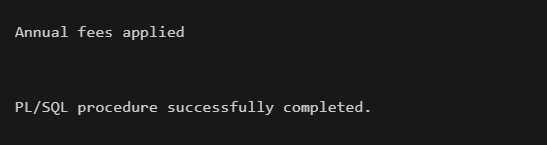 Annual fees applied
PL/SQL procedure successfully completed.